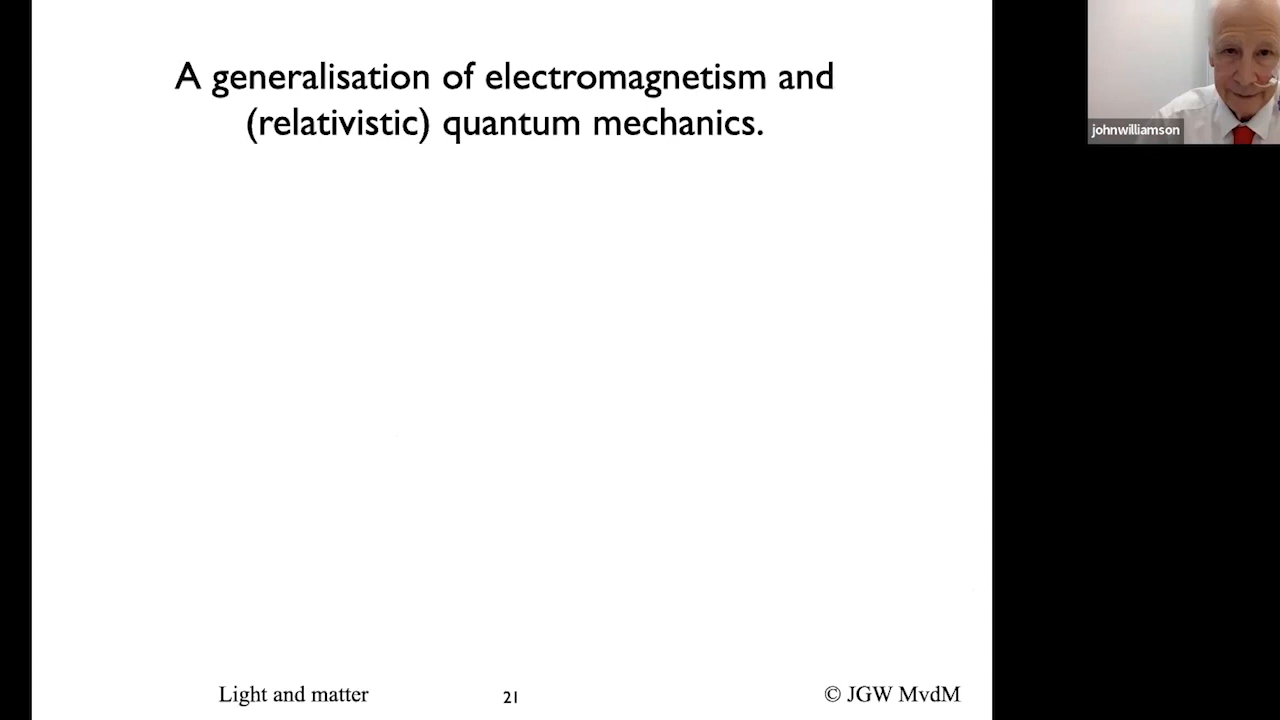 A generalisation of electromagnetism and
(relativistic) quantum mechanics.
johnwilliamson
Light and matter
21
© JGW MvdM